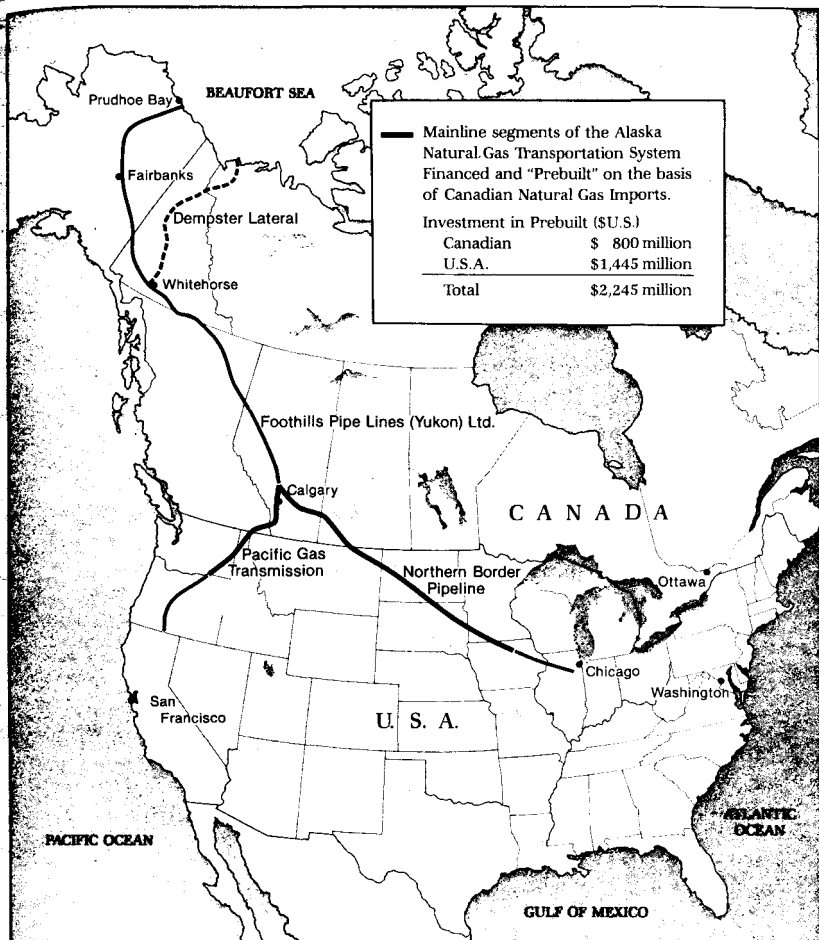 Prudhoe Bay
BEAUFORT SEA
Mainline segments of the Alaska
Natural Gas Transportation System
Financed and "Prebuilt" on the basis
of Canadian Natural Gas Imports.
Investment in Prebuilt ($U.S.)
Canadian $ 800 million
U.S.A. $1,445 million
Total $2,245 million
Fairbanks
Dempster Lateral
Whitehorse
Foothills Pipe Lines (Yukon) Ltd.
Calgary
CANADA
Pacific Gas
Transmission
Northern Border
Pipeline
Ottawa
Chicago
Washington
San
Francisco
U.S.A.
ATLANTIC
OCEAN
PACIFIC OCEAN
GULF OF MEXICO